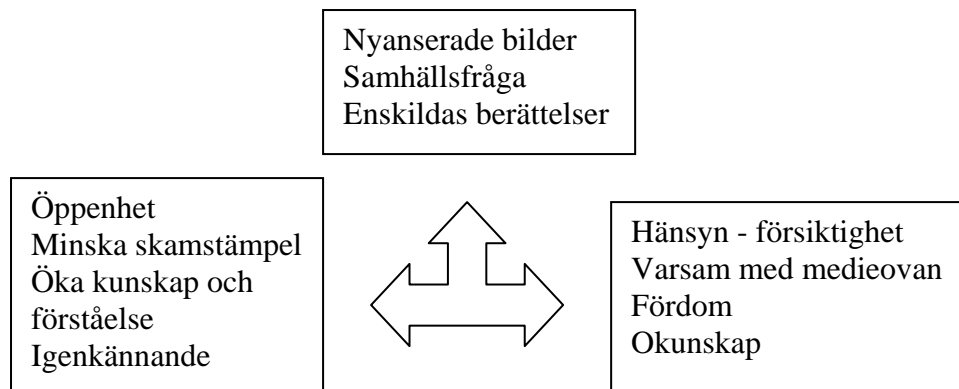 Nyanserade bilder
Samhällsfråga
Enskildas berättelser
Öppenhet
Minska skamstämpel
Öka kunskap och
förståelse
Igenkännande
Hänsyn - försiktighet
Varsam med medieovan
Fördom
Okunskap